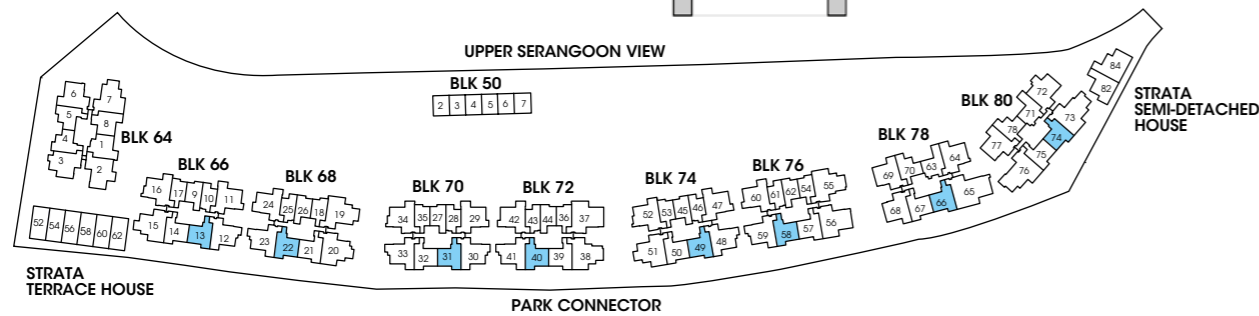 UPPER SERANGOON VIEW
BLK 50
2 3 4 5 6 7
BLK 64
6 7
5 8
4 1
3 2
BLK 66
16 17 9 10 11
15 14 13 12
BLK 68
24 25 26 18 19
23 22 21 20
BLK 70
34 35 27 28 29
33 32 31 30
BLK 72
42 43 44 36 37
41 40 39 38
BLK 74
52 53 45 46 47
51 50 49 48
BLK 76
60 61 62 54 55
59 58 57 56
BLK 78
69 70 63 64
68 67 66 65
BLK 80
72
71 73
78 74
77 75
76
84
82
STRATA
SEMI-DETACHED
HOUSE
52 54 56 58 60 62
STRATA
TERRACE HOUSE
PARK CONNECTOR